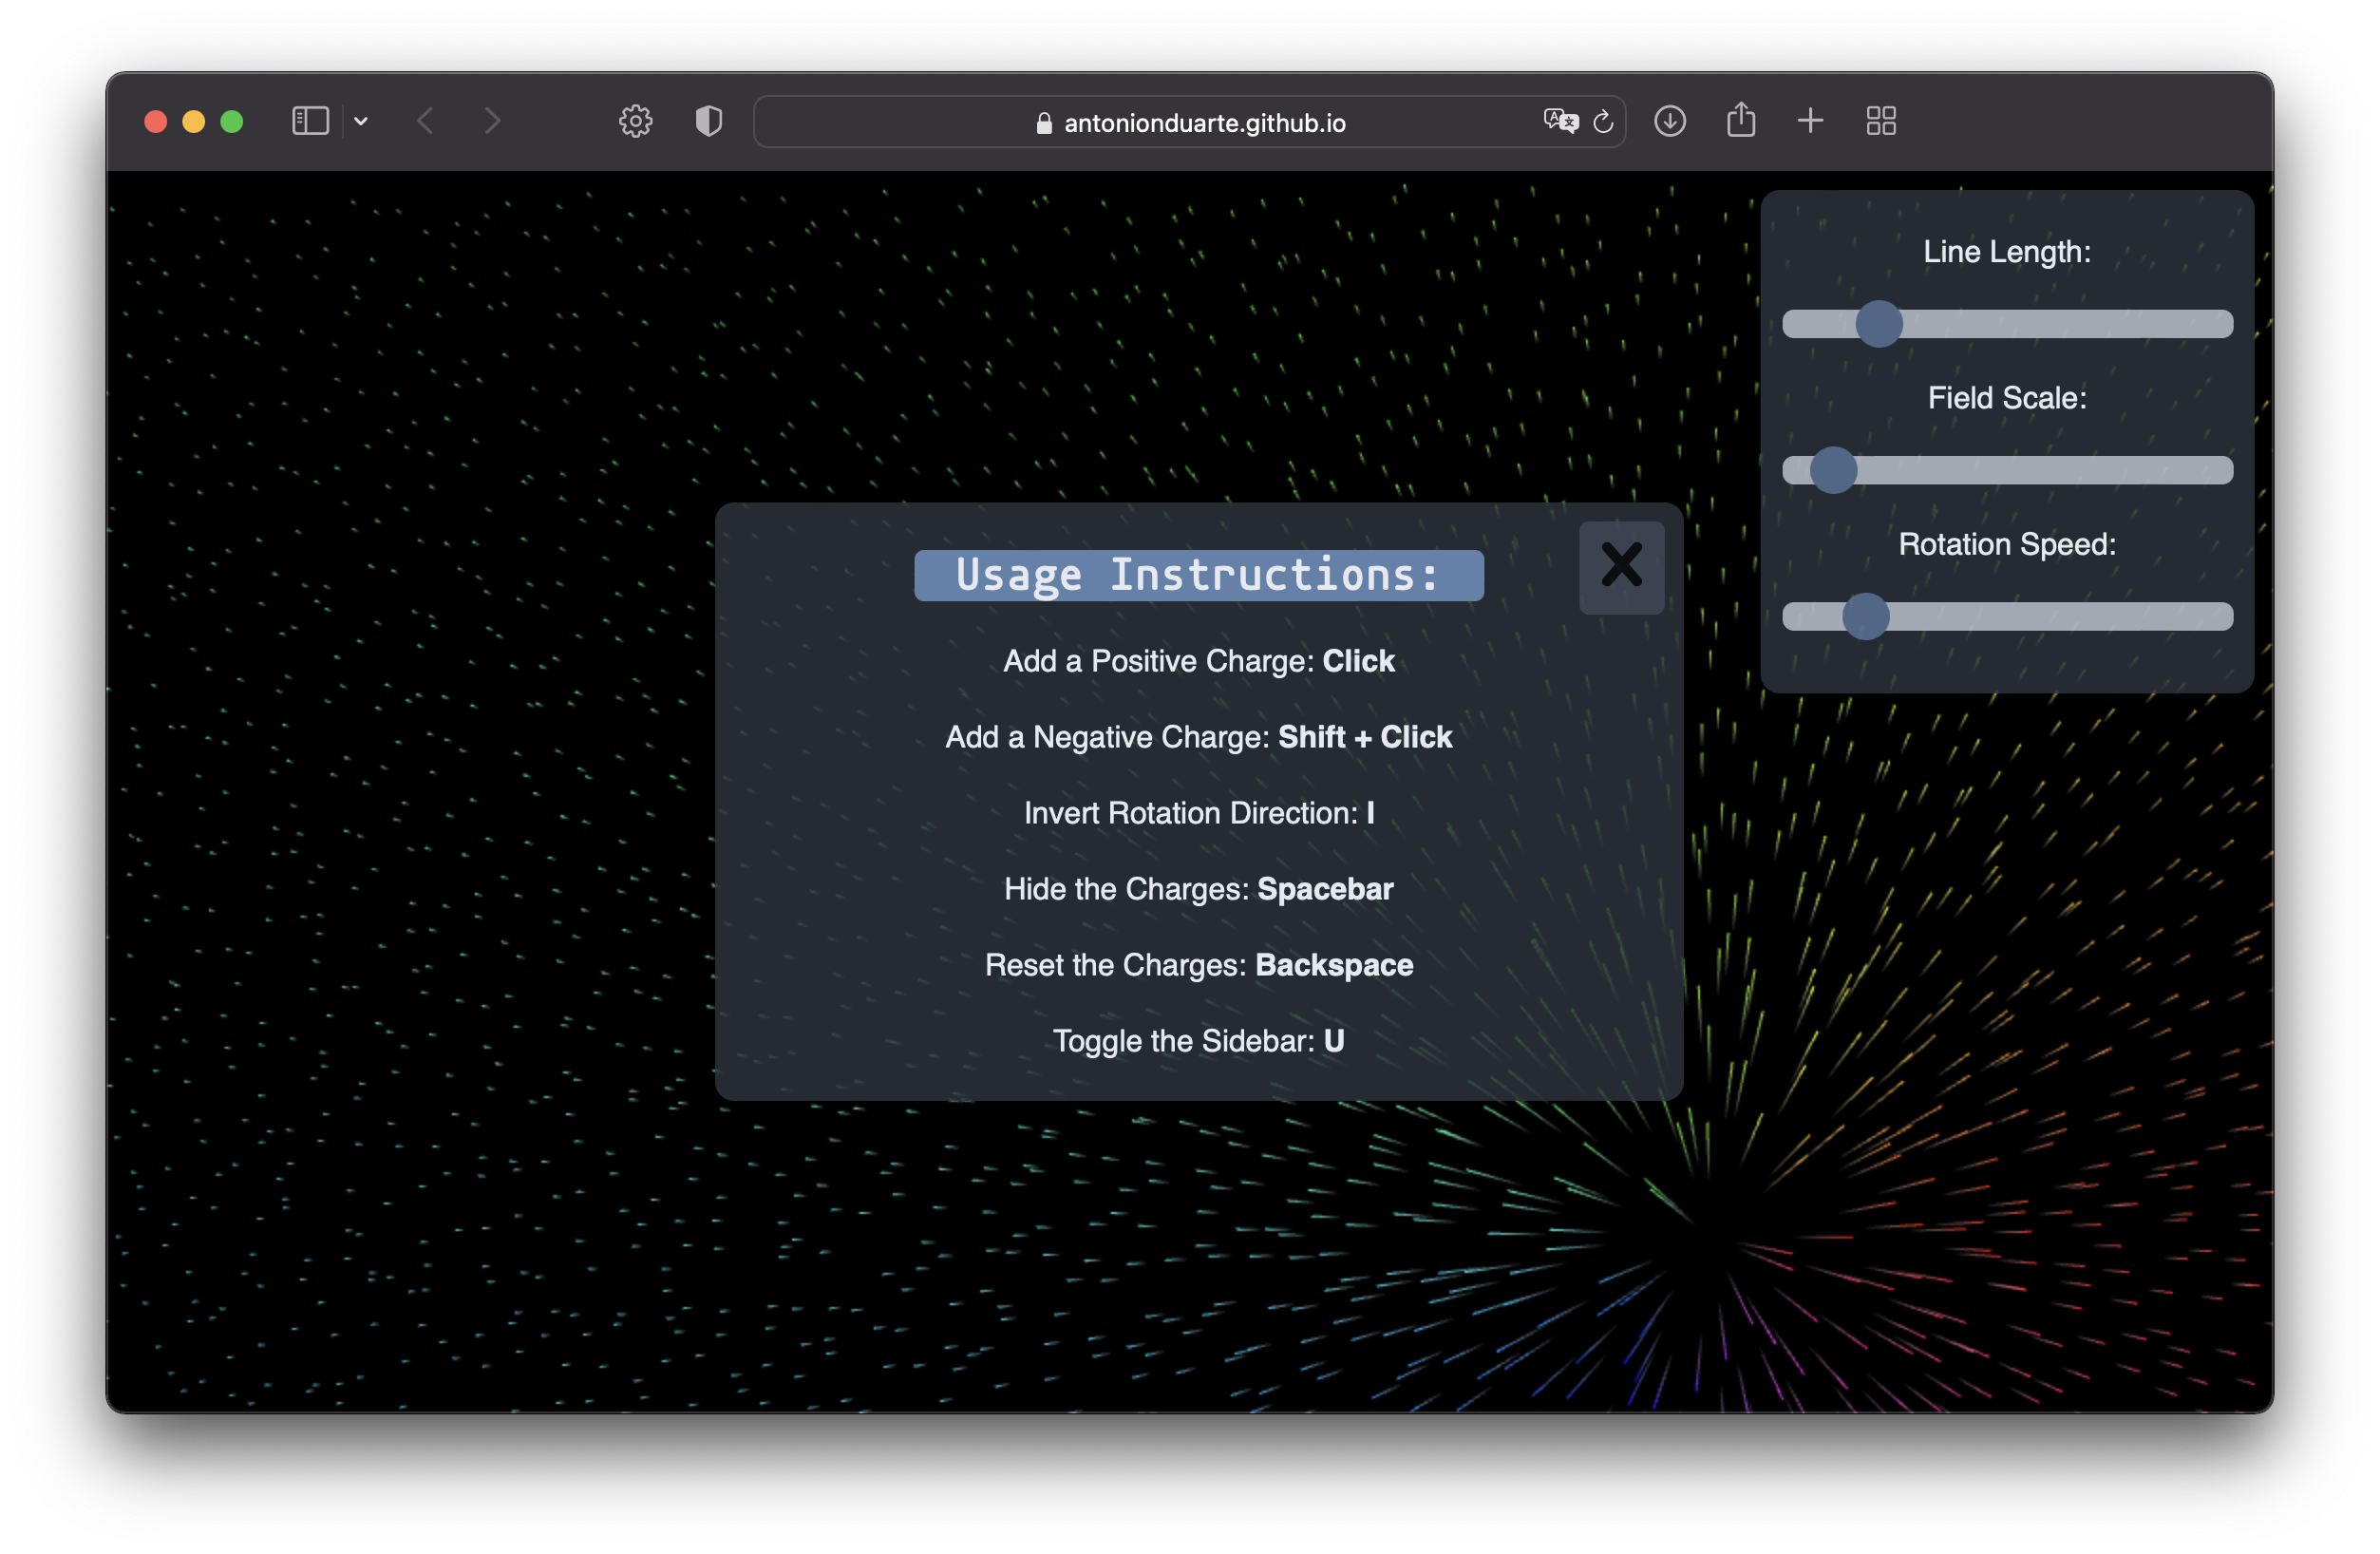 antonionduarte.github.io
Line Length:
Field Scale:
Rotation Speed:
Usage Instructions:
X
Add a Positive Charge: Click
Add a Negative Charge: Shift + Click
Invert Rotation Direction: I
Hide the Charges: Spacebar
Reset the Charges: Backspace
Toggle the Sidebar: U